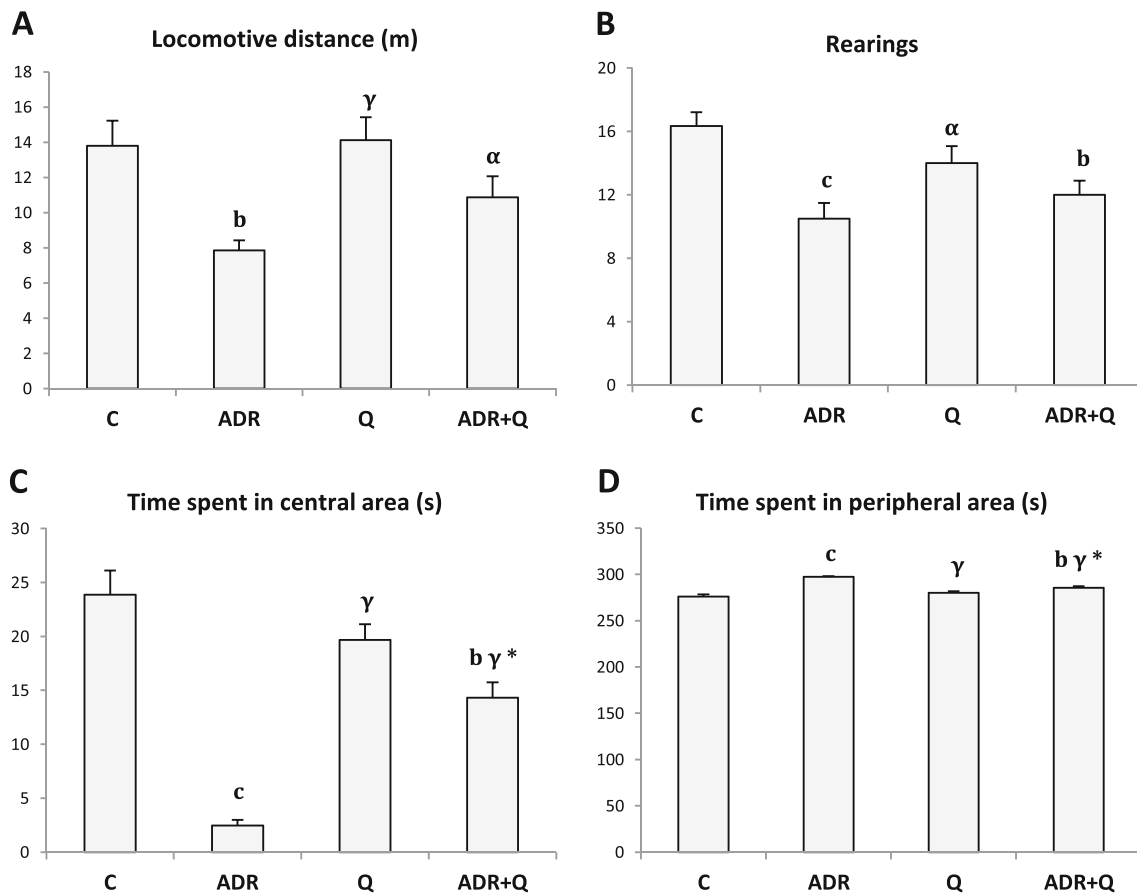 A
Locomotive distance (m)
18
16
14
12
10
8
6
4
2
0
b
γ
α
C ADR Q ADR+Q
B
Rearings
20
16
12
8
4
0
c
α
b
C ADR Q ADR+Q
C
Time spent in central area (s)
30
25
20
15
10
5
0
c
γ
b γ *
C ADR Q ADR+Q
D
Time spent in peripheral area (s)
350
300
250
200
150
100
50
0
c
γ
b γ *
C ADR Q ADR+Q